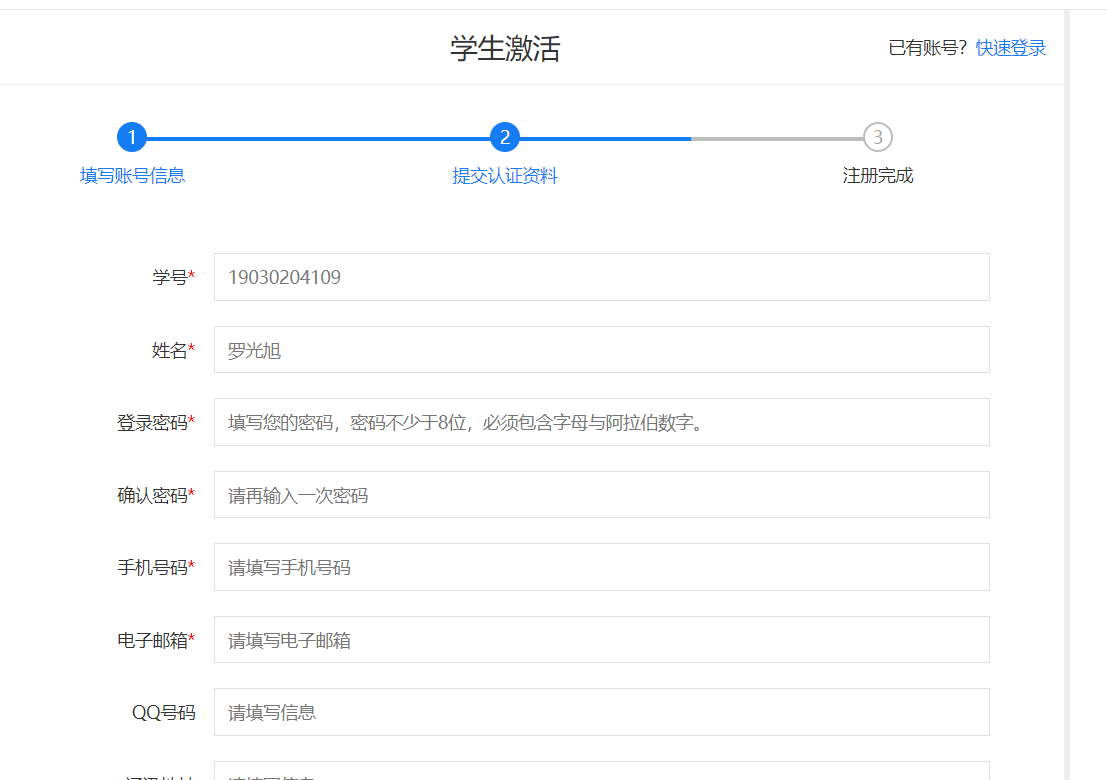 学生激活
已有账号？快速登录
1 2 3
填写账号信息 提交认证资料 注册完成
学号* 19030204109
姓名* 罗光旭
登录密码* 填写您的密码，密码不少于8位，必须包含字母与阿拉伯数字。
确认密码* 请再输入一次密码
手机号码* 请填写手机号码
电子邮箱* 请填写电子邮箱
QQ号码 请填写信息